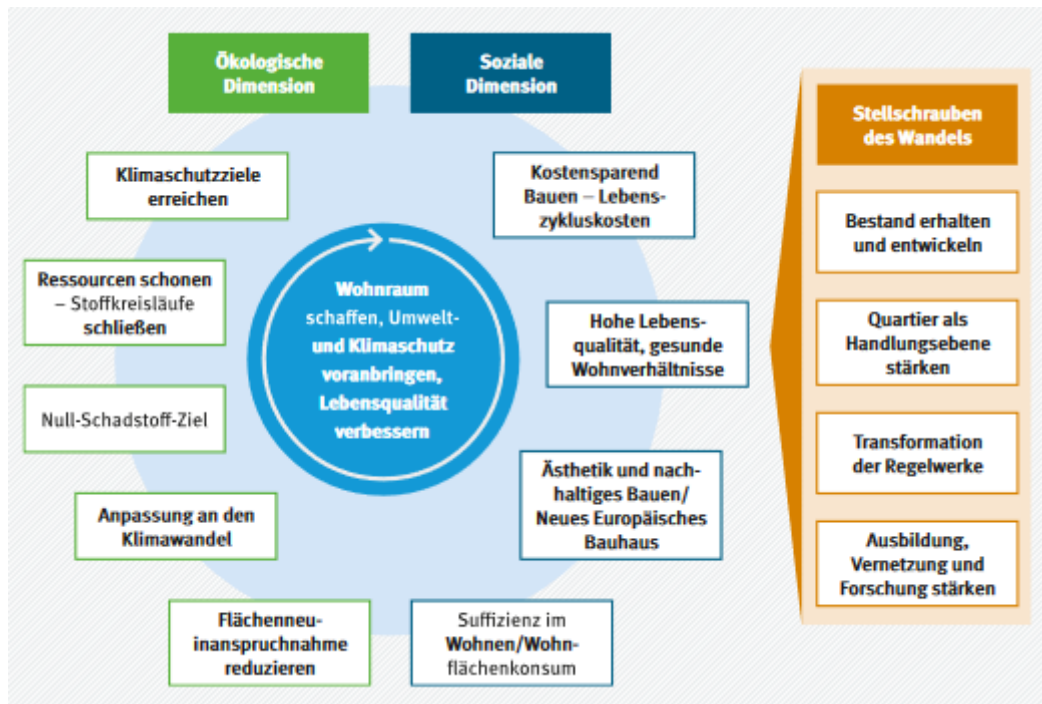 Ökologische
Dimension
Klimaschutzziele
erreichen
Ressourcen schonen
– Stoffkreisläufe
schließen
Null-Schadstoff-Ziel
Anpassung an den
Klimawandel
Flächenneu-
inanspruchnahme
reduzieren
Wohnraum
schaffen, Umwelt-
und Klimaschutz
voranbringen,
Lebensqualität
verbessern
Soziale
Dimension
Kostensparend
Bauen – Lebens-
zykluskosten
Hohe Lebens-
qualität, gesunde
Wohnverhältnisse
Ästhetik und nach-
haltiges Bauen/
Neues Europäisches
Bauhaus
Suffizienz im
Wohnen/Wohn-
flächenkonsum
Stellschrauben
des Wandels
Bestand erhalten
und entwickeln
Quartier als
Handlungsebene
stärken
Transformation
der Regelwerke
Ausbildung,
Vernetzung und
Forschung stärken